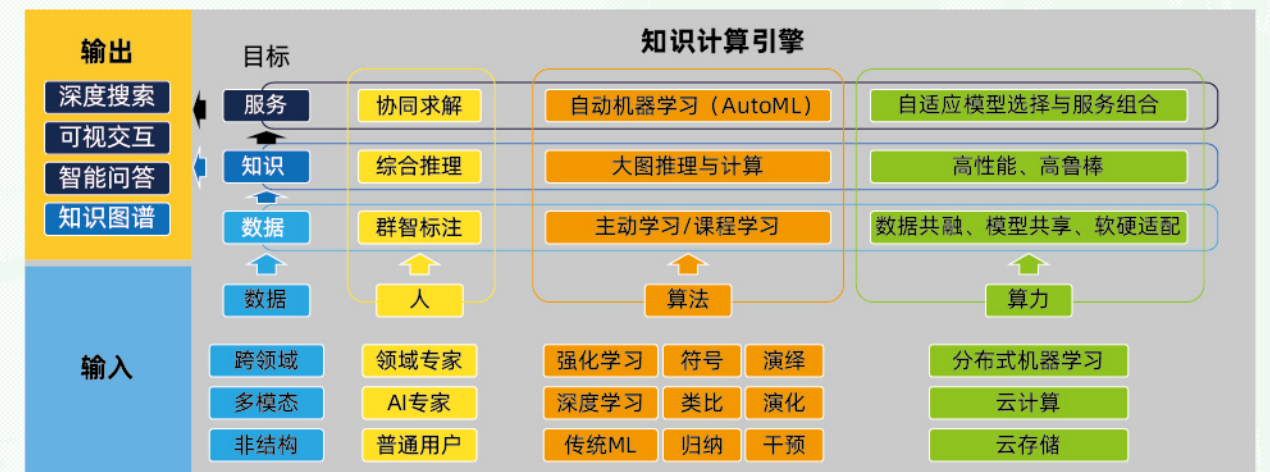 知识计算引擎
输出
目标
深度搜索
服务
协同求解
自动机器学习（AutoML）
自适应模型选择与服务组合
可视交互
知识
综合推理
大图推理与计算
高性能、高鲁棒
智能问答
知识图谱
数据
群智标注
主动学习/课程学习
数据共融、模型共享、软硬适配
数据
人
算法
算力
输入
跨领域
领域专家
强化学习
符号
演绎
分布式机器学习
多模态
AI专家
深度学习
类比
演化
云计算
非结构
普通用户
传统ML
归纳
干预
云存储